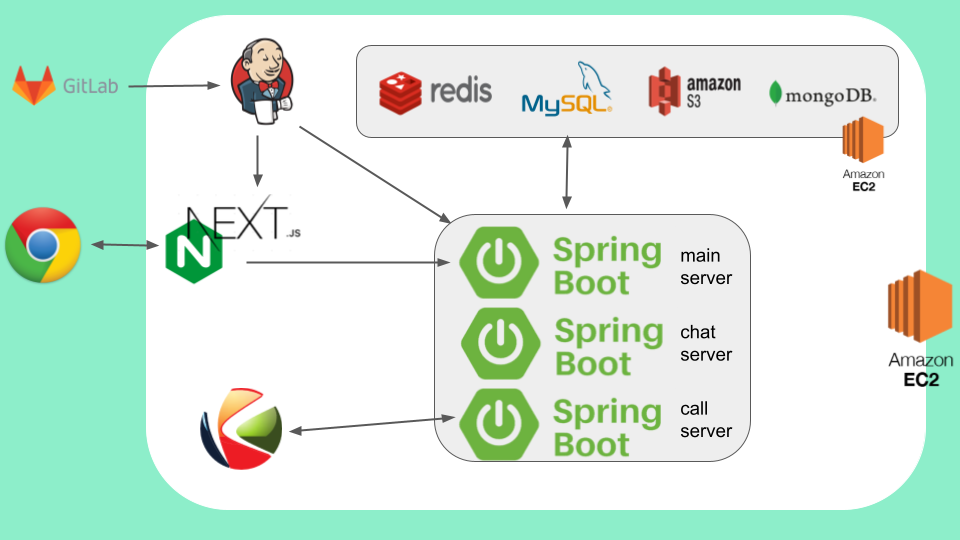 GitLab
redis
MySQL®
amazon
S3
mongoDB®
Amazon
EC2
NEXT.JS
N
Spring
Boot
main
server
Spring
Boot
chat
server
Spring
Boot
call
server
Amazon
EC2